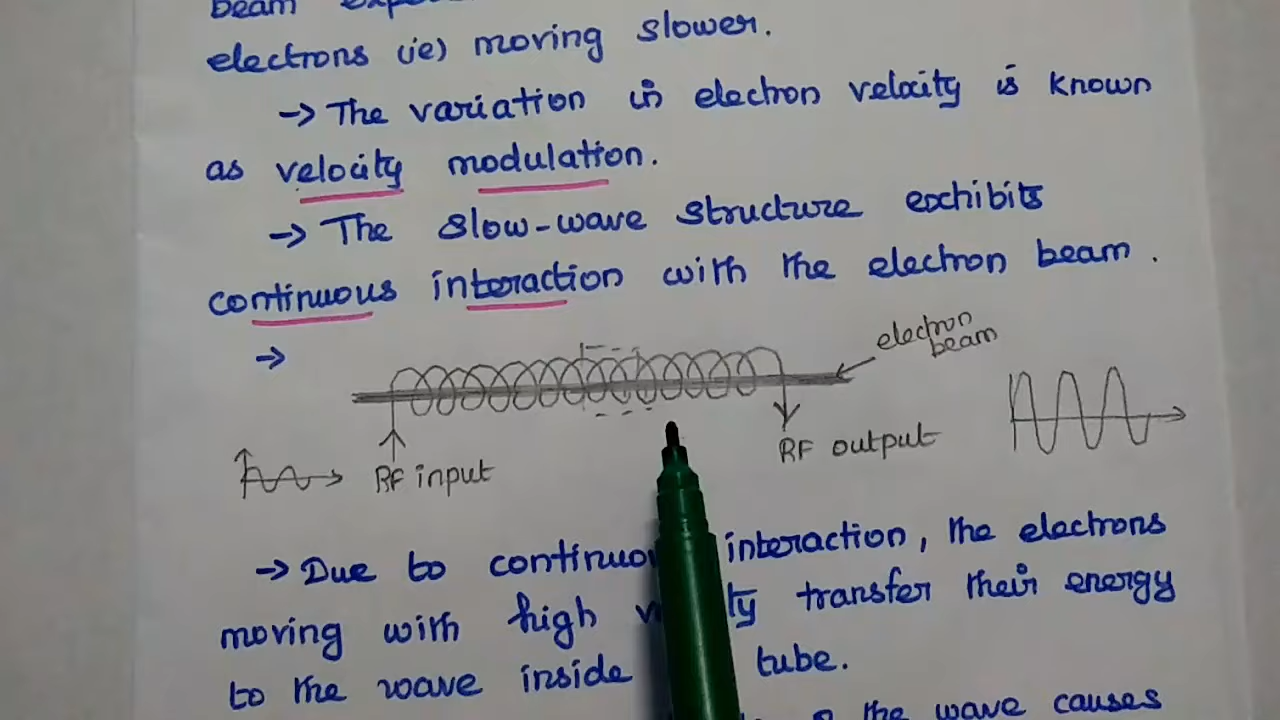 beam
electrons (ie) moving slower.
→ The variation in electron velocity is known
as velocity modulation.
→ The slow-wave structure exhibits
continuous interaction with the electron beam.
→
electron
beam
RF input
RF output
→ Due to interaction, the electrons
moving with high transfer their energy
to the wave inside tube.
the wave causes